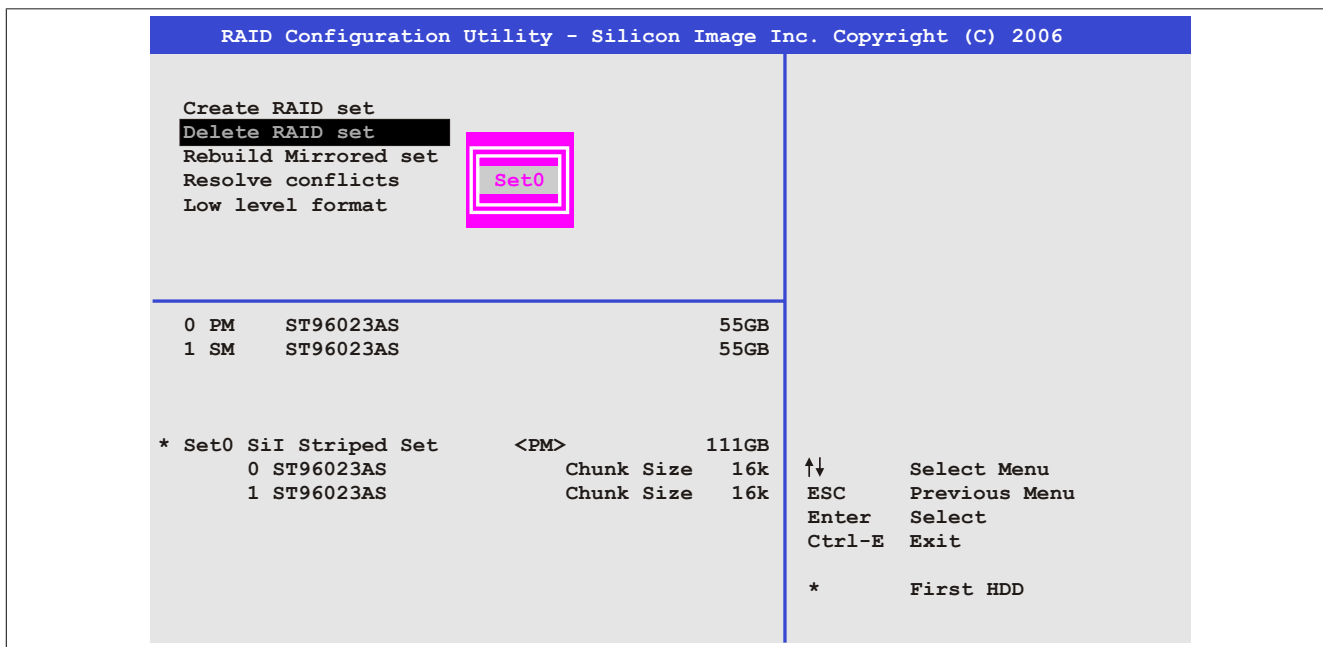 RAID Configuration Utility - Silicon Image Inc. Copyright (C) 2006
Create RAID set
Delete RAID set
Rebuild Mirrored set
Resolve conflicts
Low level format
Set0
0 PM ST96023AS 55GB
1 SM ST96023AS 55GB
* Set0 SiI Striped Set <PM> 111GB
0 ST96023AS Chunk Size 16k
1 ST96023AS Chunk Size 16k
↑↓ Select Menu
ESC Previous Menu
Enter Select
Ctrl-E Exit
* First HDD